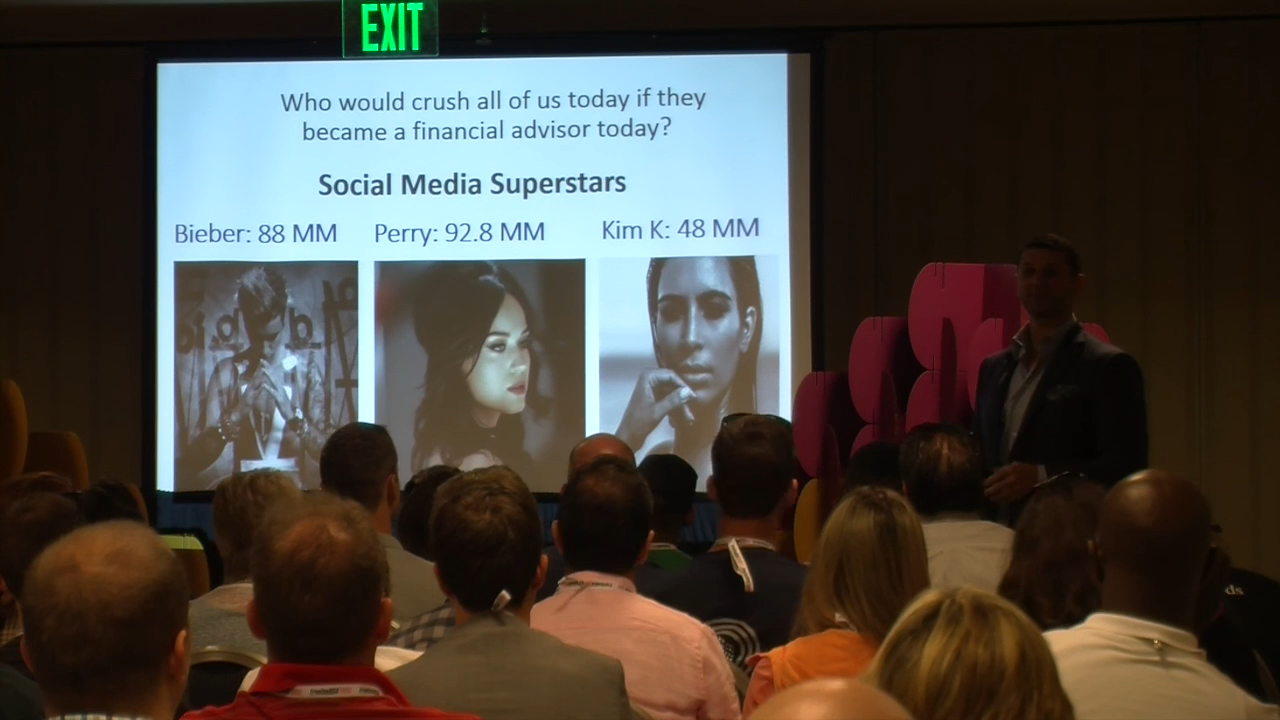 EXIT
Who would crush all of us today if they
became a financial advisor today?
Social Media Superstars
Bieber: 88 MM
Perry: 92.8 MM
Kim K: 48 MM
ds